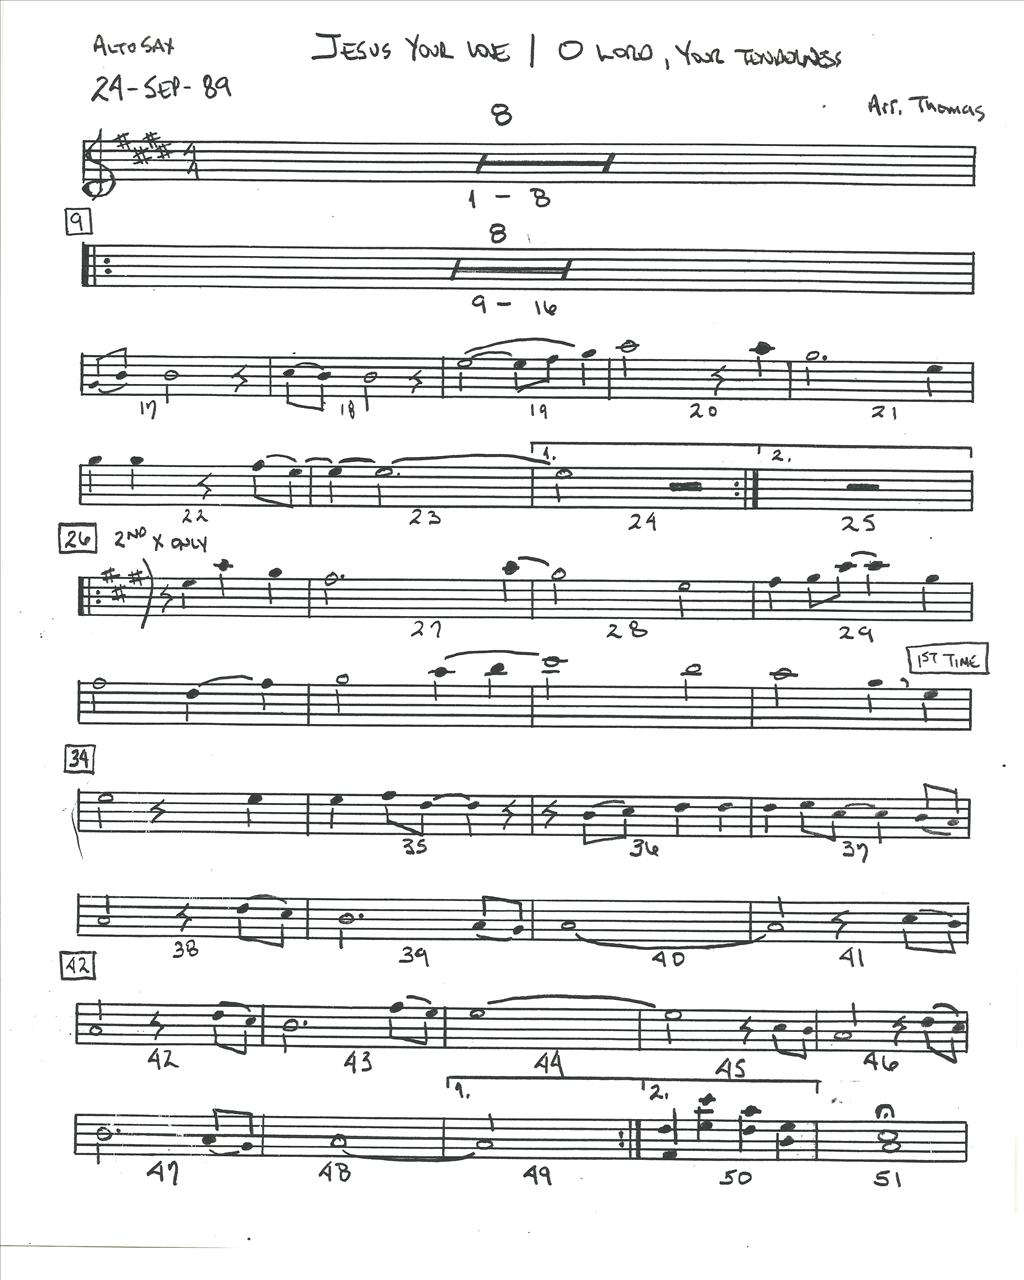 ALTO SAX
JESUS YOUR LOVE / O LORD, YOUR TENDERNESS
24-SEP-89
Arr. Thomas
8
1 - 8
9
8
9 - 16
17 18 19 20 21
1. 2.
22 23 24 25
26 2ND X ONLY
27 28 29
1ST TIME
34
35 36 37
38 39 40 41
42
42 43 44 45 46
1. 2.
47 48 49 50 51